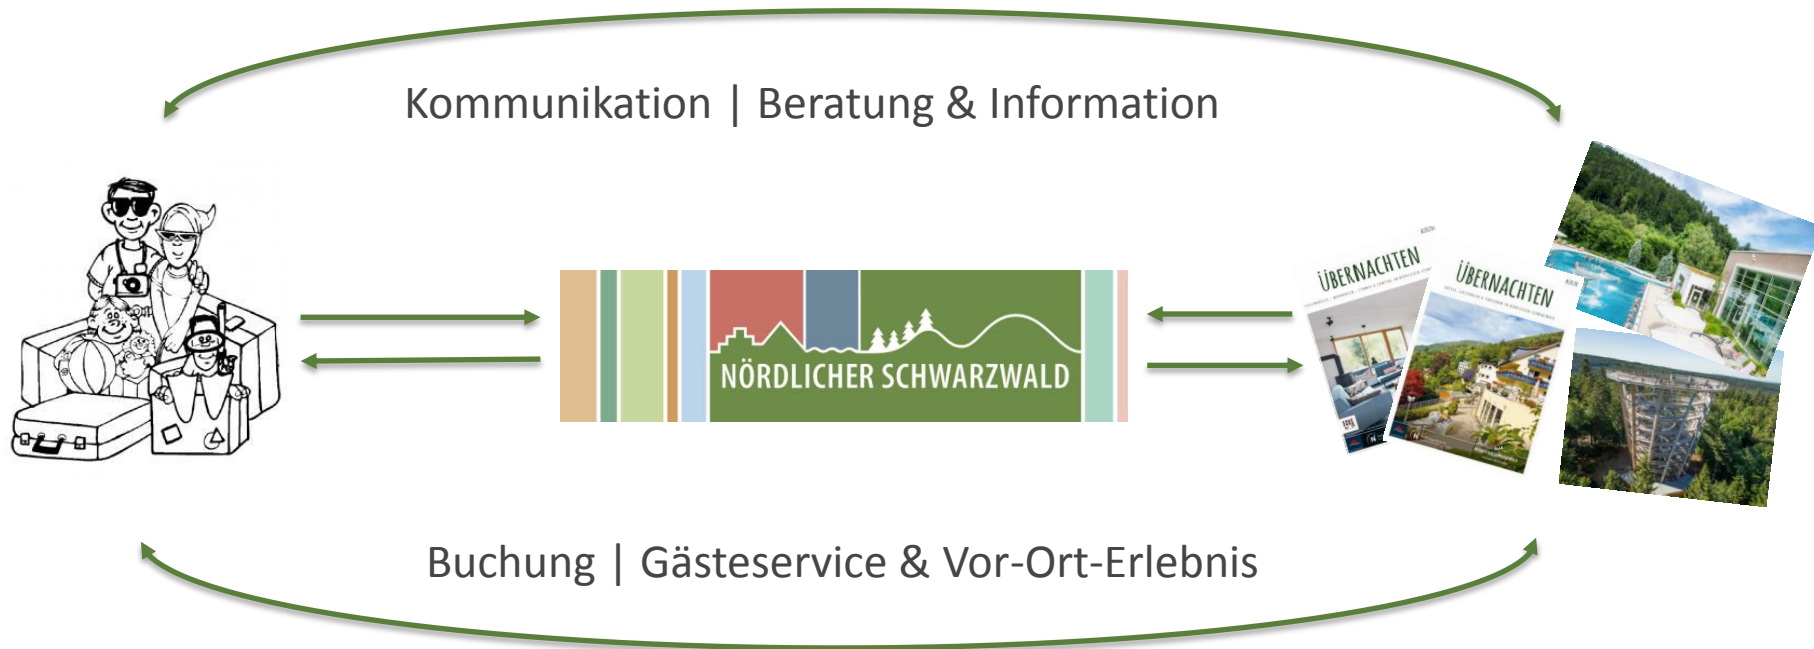 Kommunikation | Beratung & Information
ÜBERNACHTEN
ÜBERNACHTEN
NÖRDLICHER SCHWARZWALD
Buchung | Gästeservice & Vor-Ort-Erlebnis